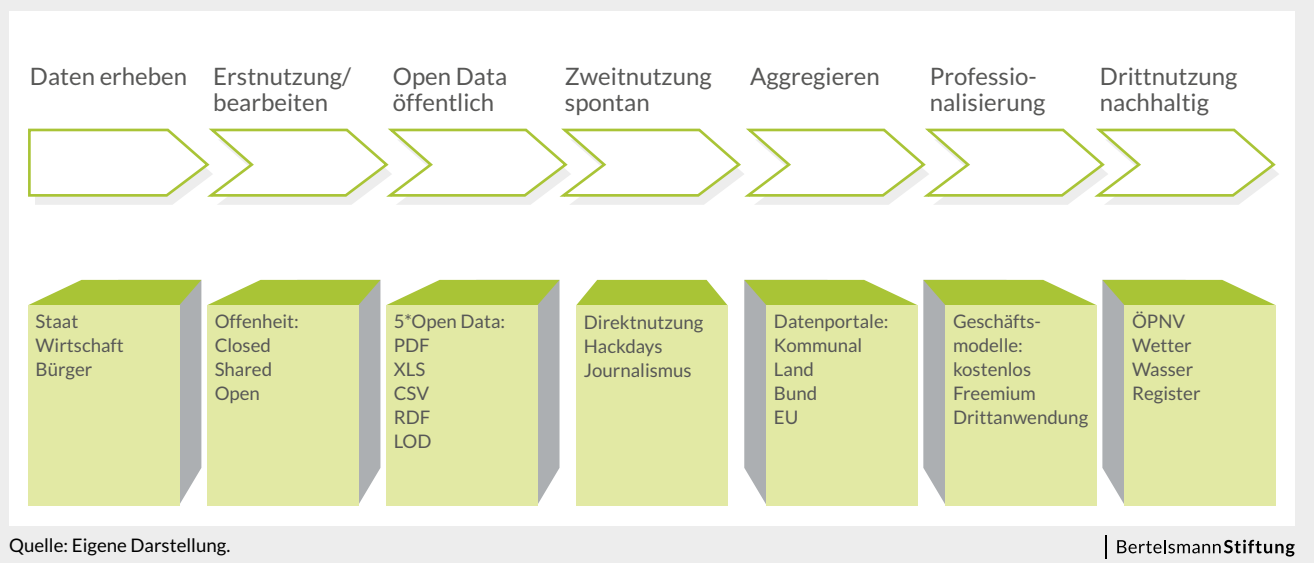 Daten erheben
Erstnutzung/
bearbeiten
Open Data
öffentlich
Zweitnutzung
spontan
Aggregieren
Professio-
nalisierung
Drittnutzung
nachhaltig
Staat
Wirtschaft
Bürger
Offenheit:
Closed
Shared
Open
5*Open Data:
PDF
XLS
CSV
RDF
LOD
Direktnutzung
Hackdays
Journalismus
Datenportale:
Kommunal
Land
Bund
EU
Geschäfts-
modelle:
kostenlos
Freemium
Drittanwendung
ÖPNV
Wetter
Wasser
Register
Quelle: Eigene Darstellung.
BertelsmannStiftung